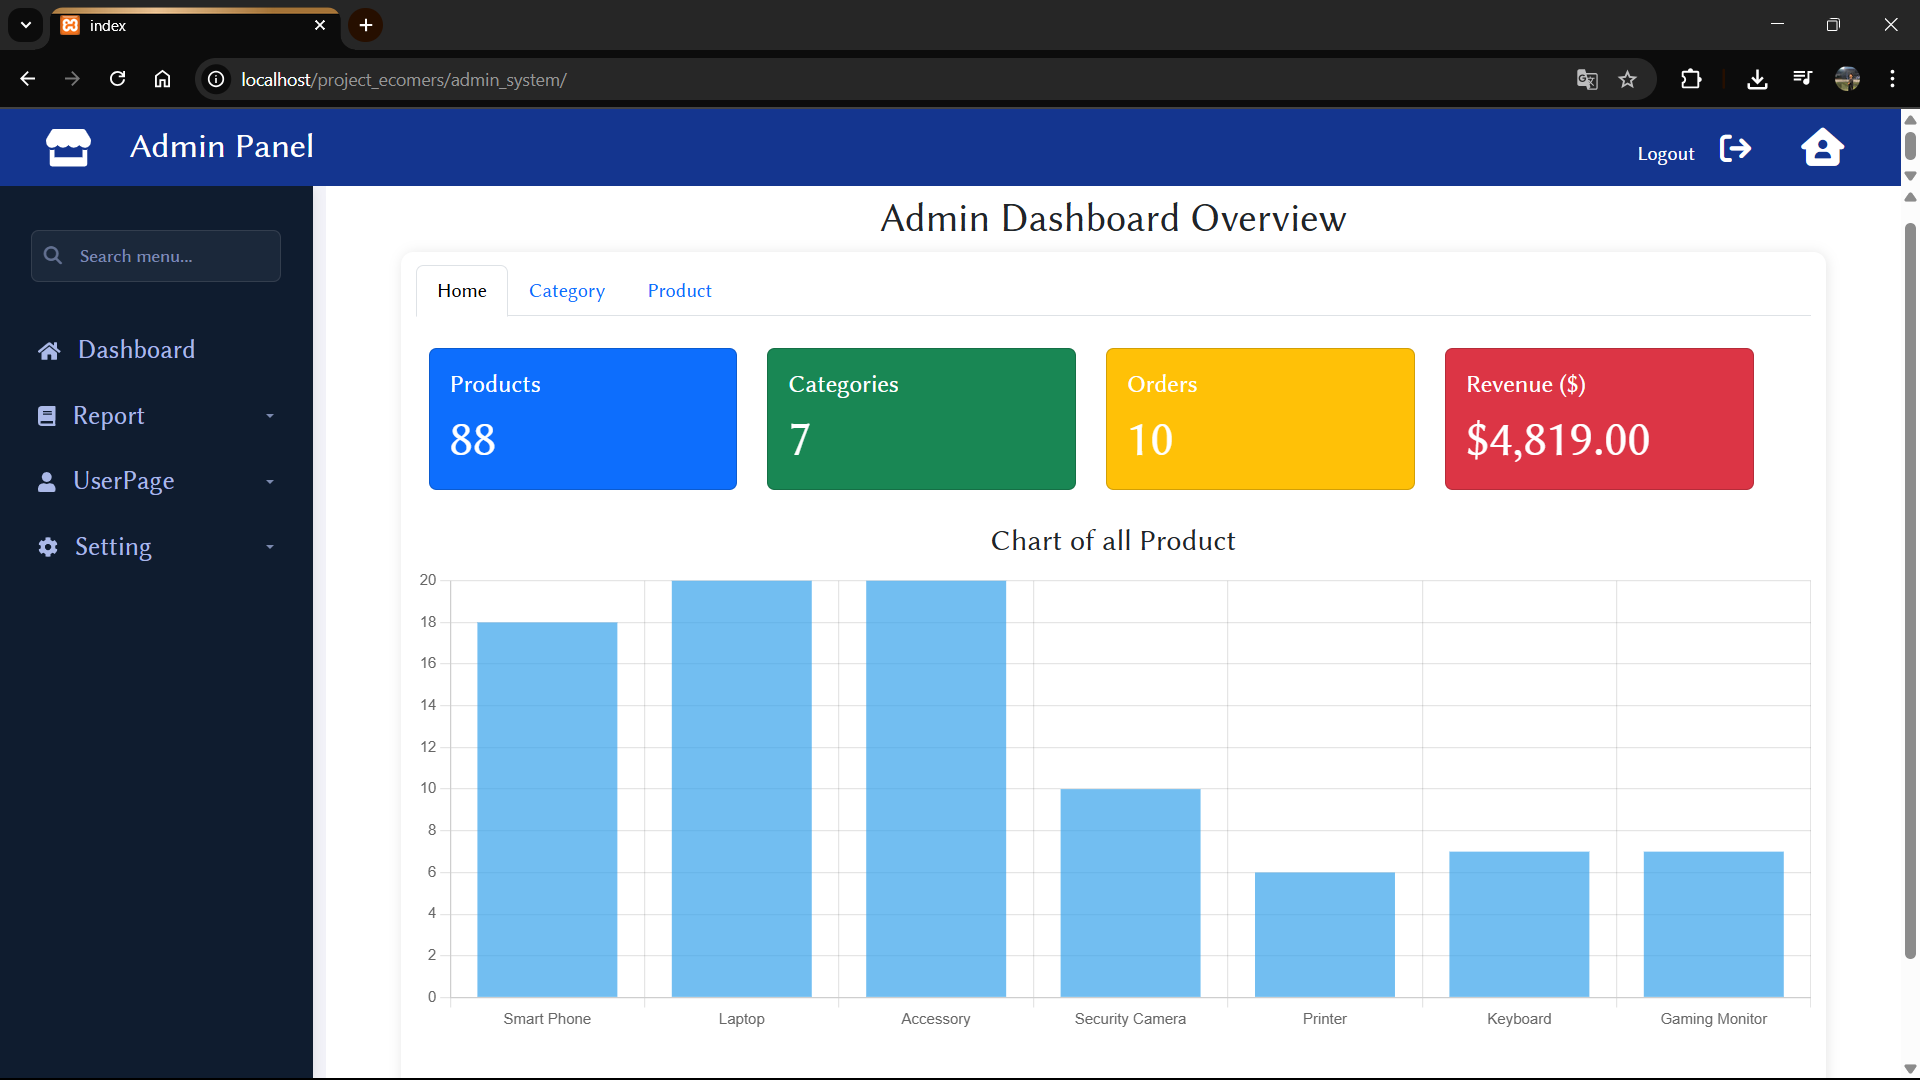 index
localhost/project_ecomers/admin_system/
Admin Panel
Logout
Search menu...
Dashboard
Report
UserPage
Setting
Admin Dashboard Overview
Home Category Product
Products
88
Categories
7
Orders
10
Revenue ($)
$4,819.00
Chart of all Product
20
18
16
14
12
10
8
6
4
2
0
Smart Phone Laptop Accessory Security Camera Printer Keyboard Gaming Monitor